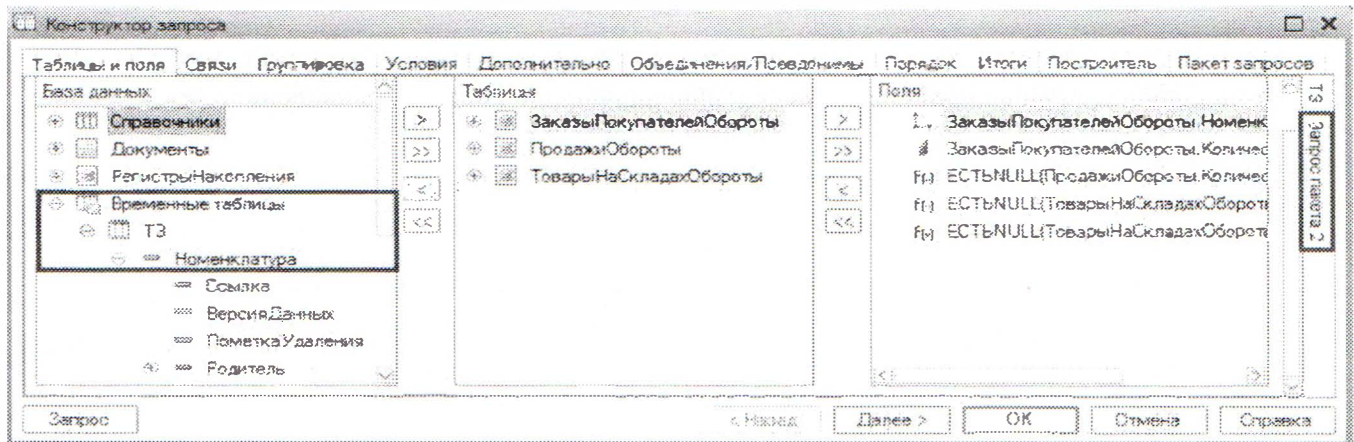 Конструктор запроса
Таблицы и поля Связи Группировка Условия Дополнительно Объединения/Псевдонимы Порядок Итоги Построитель Пакет запросов
База данных
Справочники
Документы
РегистрыНакопления
Временные таблицы
ТЗ
Номенклатура
Ссылка
ВерсияДанных
ПометкаУдаления
Родитель
>
>>
<
<<
Таблицы
ЗаказыПокупателейОбороты
ПродажиОбороты
ТоварыНаСкладахОбороты
>
>>
<
<<
Поля
ЗаказыПокупателейОбороты.Номенк
ЗаказыПокупателейОбороты.Количес
ЕСТЬNULL(ПродажиОбороты.Количес
ЕСТЬNULL(ТоварыНаСкладахОбороти
ЕСТЬNULL(ТоварыНаСкладахОбороты
ТЗ
Запрос пакета 2
Запрос
< Назад
Далее >
ОК
Отмена
Справка